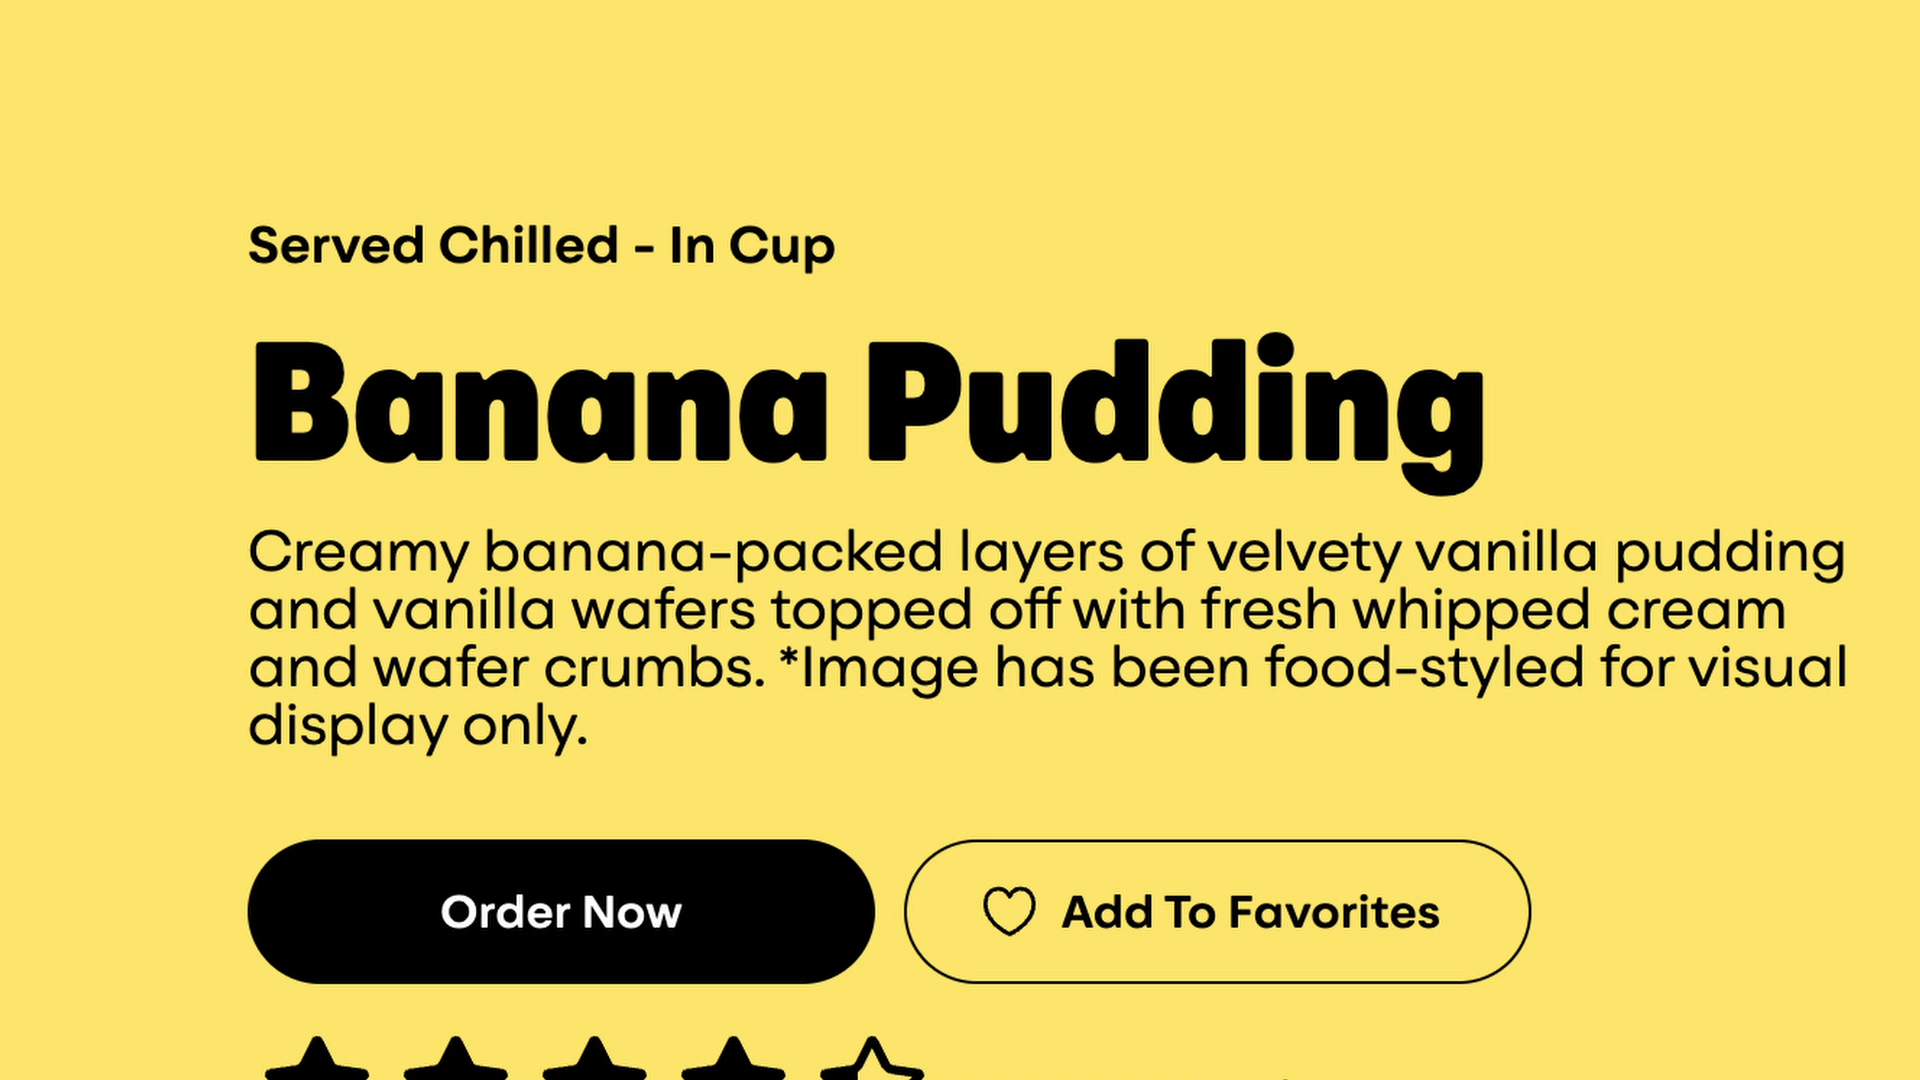 Served Chilled - In Cup
Banana Pudding
Creamy banana-packed layers of velvety vanilla pudding
and vanilla wafers topped off with fresh whipped cream
and wafer crumbs. *Image has been food-styled for visual
display only.
Order Now
Add To Favorites